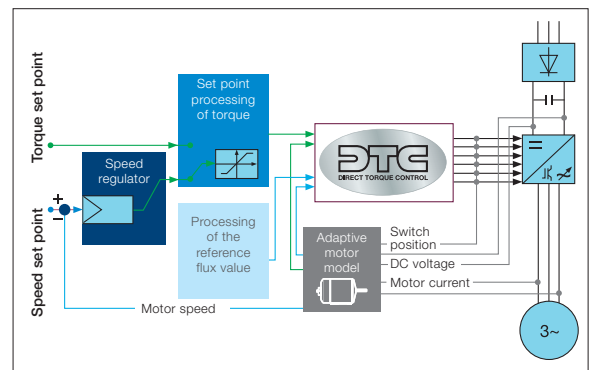 Torque set point
Speed set point
+
−
Speed
regulator
Set point
processing
of torque
Processing
of the
reference
flux value
DTC
DIRECT TORQUE CONTROL
Adaptive
motor
model
Switch
position
DC voltage
Motor current
Motor speed
3~